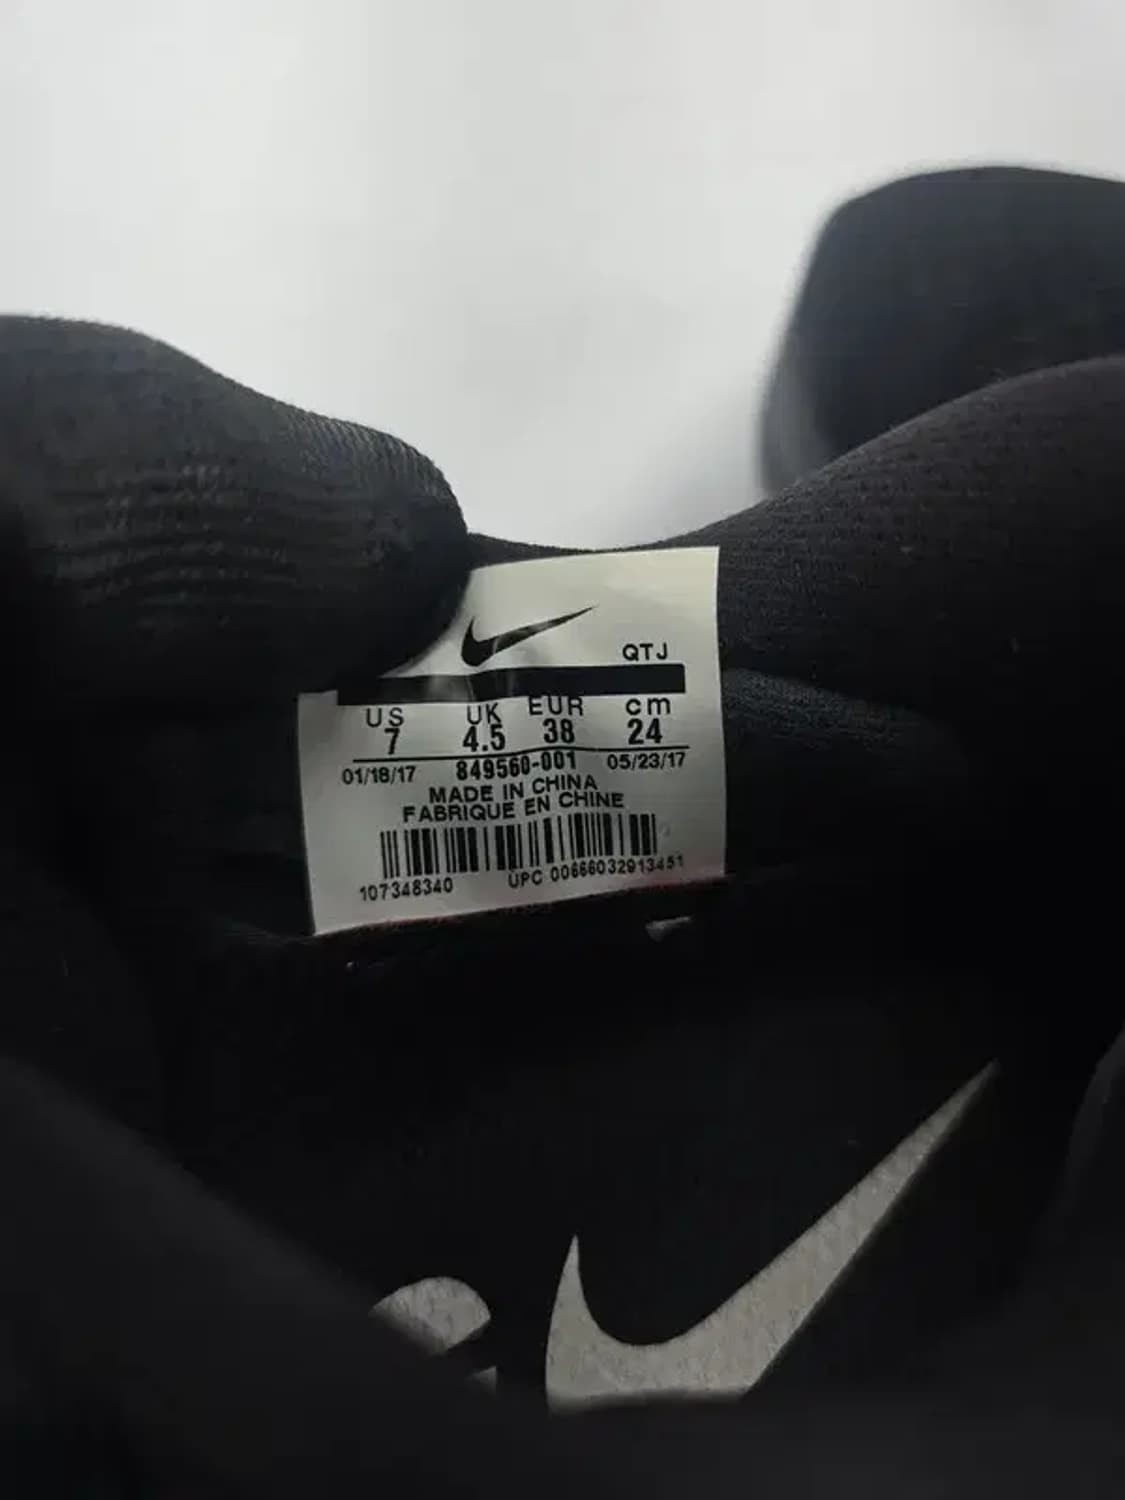 QTJ
US UK EUR cm
7 4.5 38 24
01/18/17 849560-001 05/23/17
MADE IN CHINA
FABRIQUE EN CHINE
107348340 UPC 00666032913451